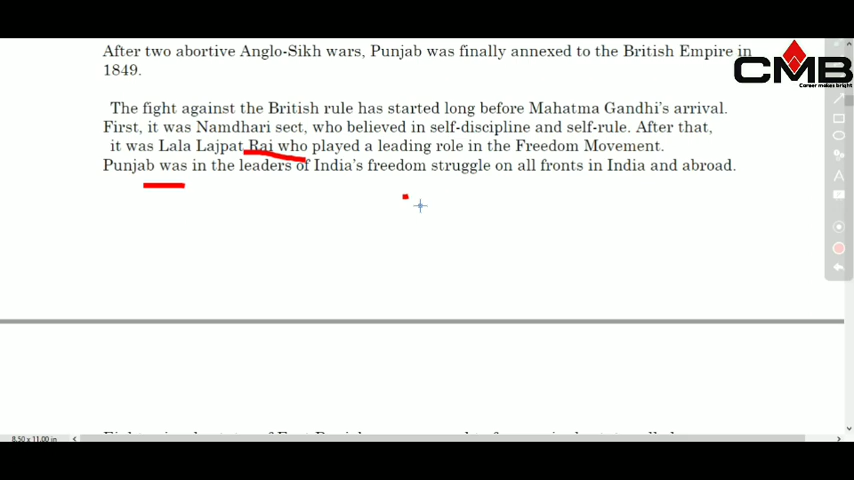 After two abortive Anglo-Sikh wars, Punjab was finally annexed to the British Empire in
1849.
CMB
Career makes bright.
The fight against the British rule has started long before Mahatma Gandhi's arrival.
First, it was Namdhari sect, who believed in self-discipline and self-rule. After that,
it was Lala Lajpat Rai who played a leading role in the Freedom Movement.
Punjab was in the leaders of India's freedom struggle on all fronts in India and abroad.
8.50 x 11.00 in